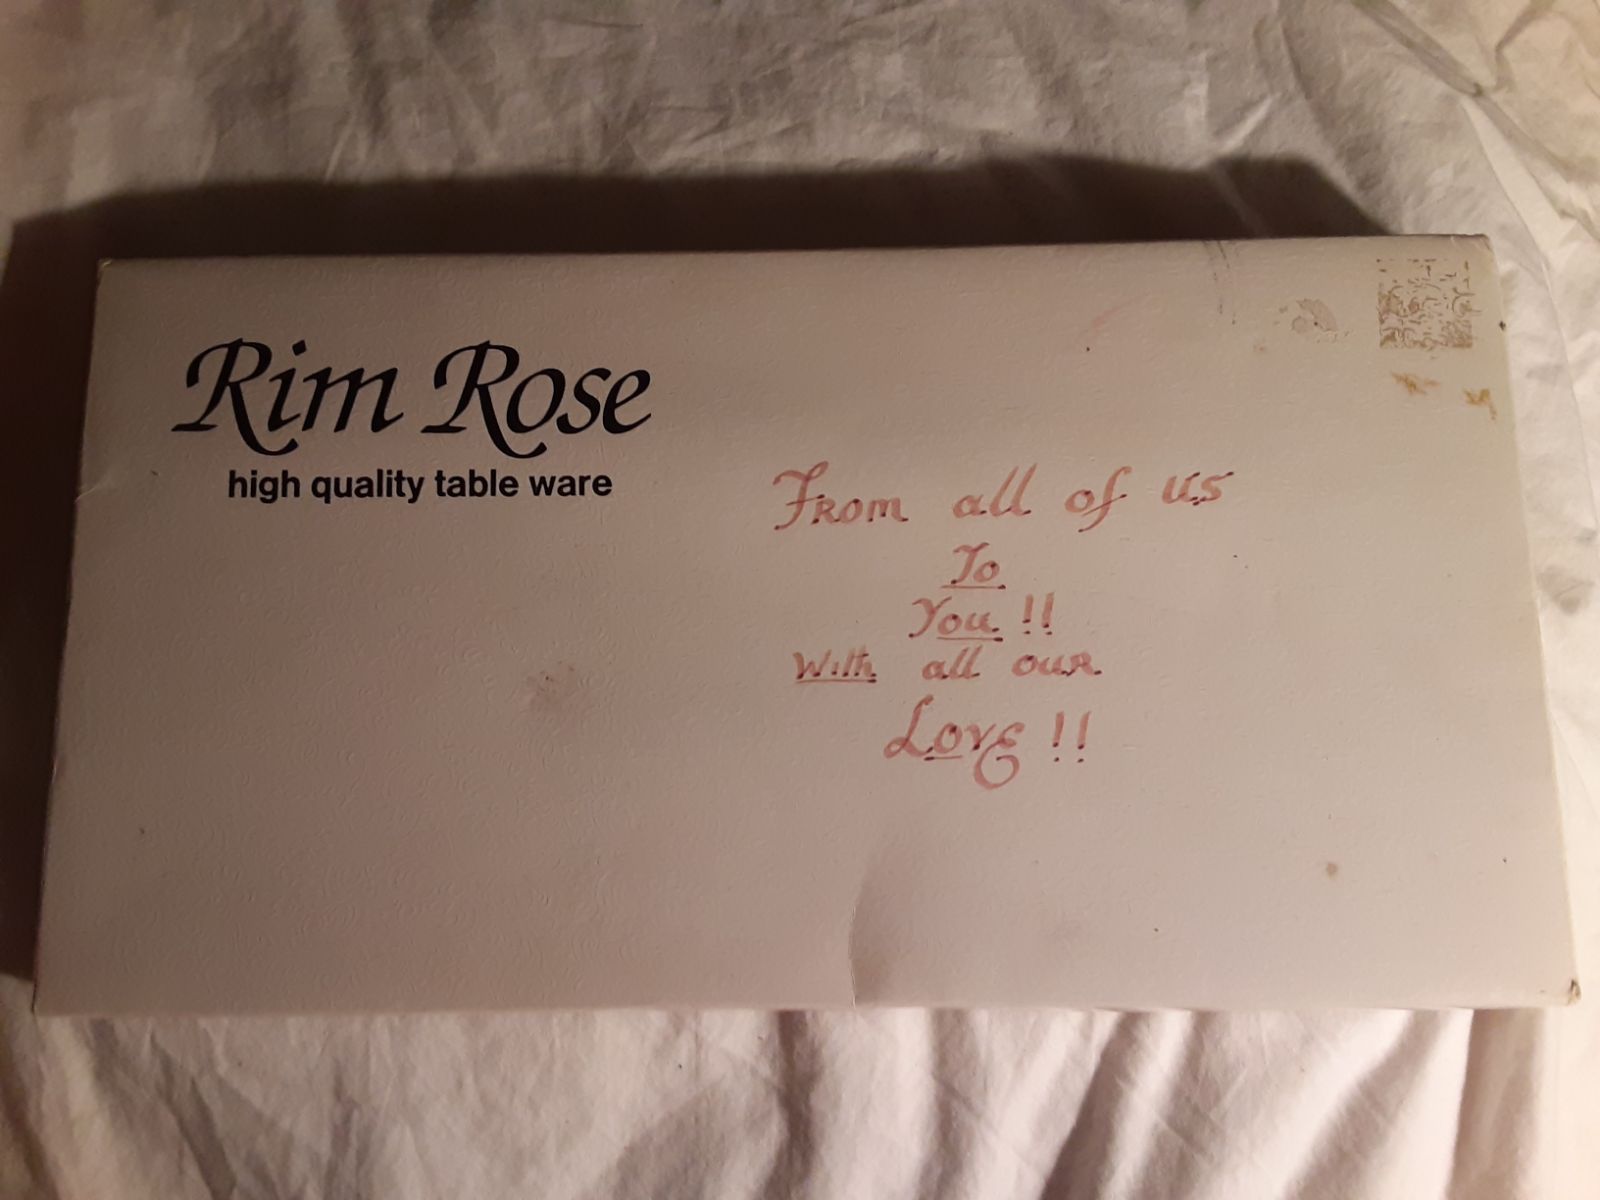 Rim Rose
high quality table ware
From all of us
To
You !!
With all our
Love !!